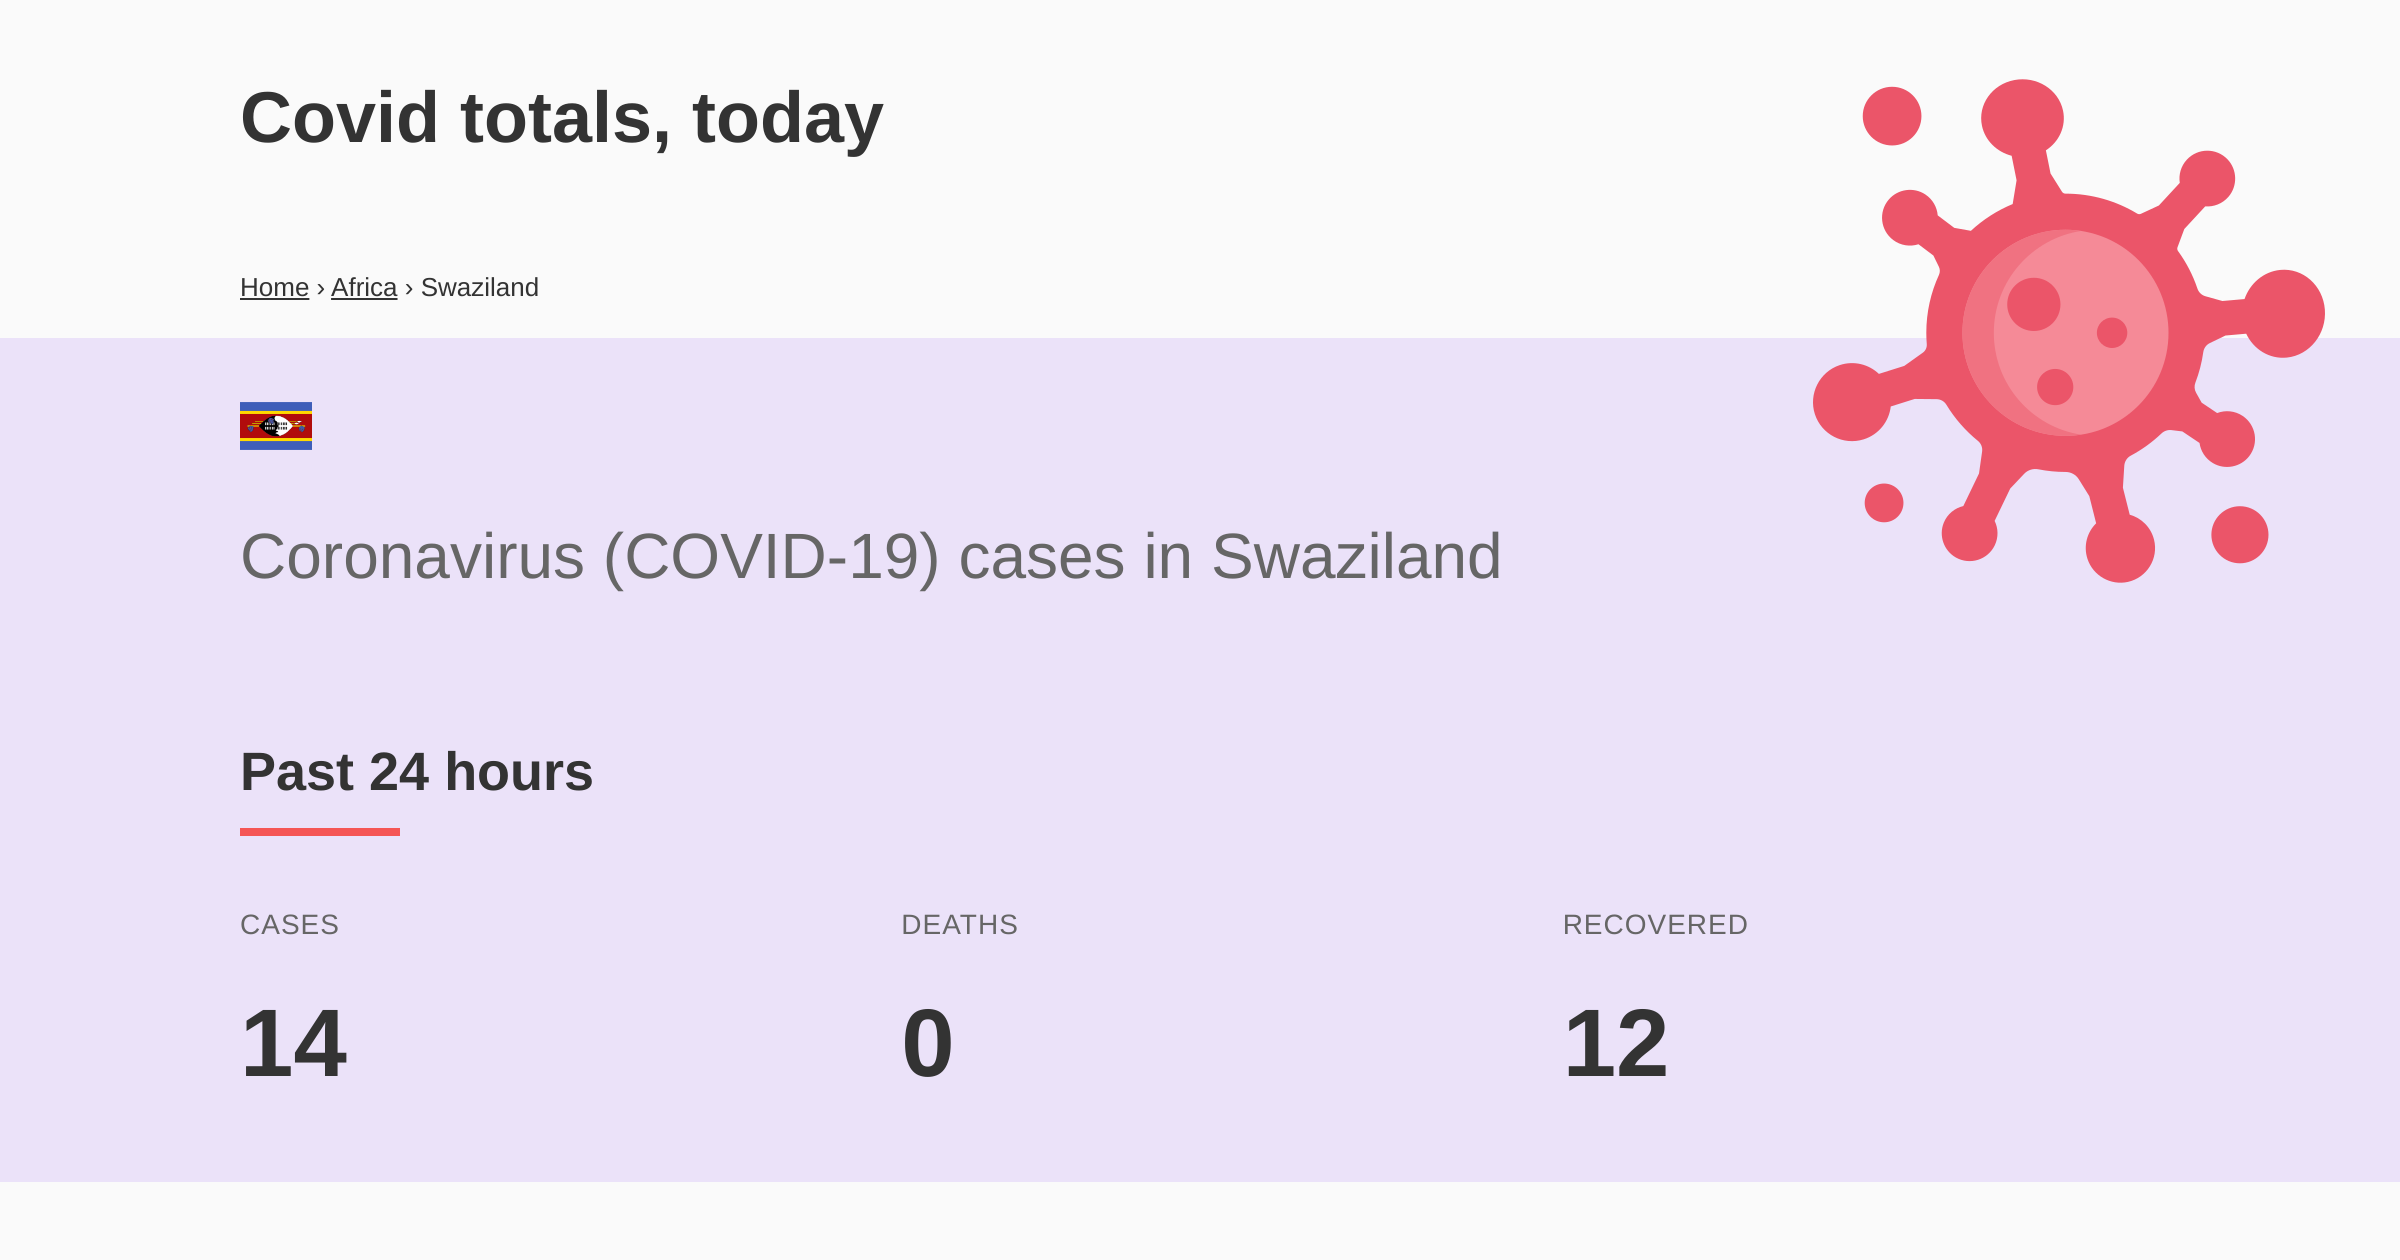 Covid totals, today
Home › Africa › Swaziland
Coronavirus (COVID-19) cases in Swaziland
Past 24 hours
CASES DEATHS RECOVERED
14 0 12